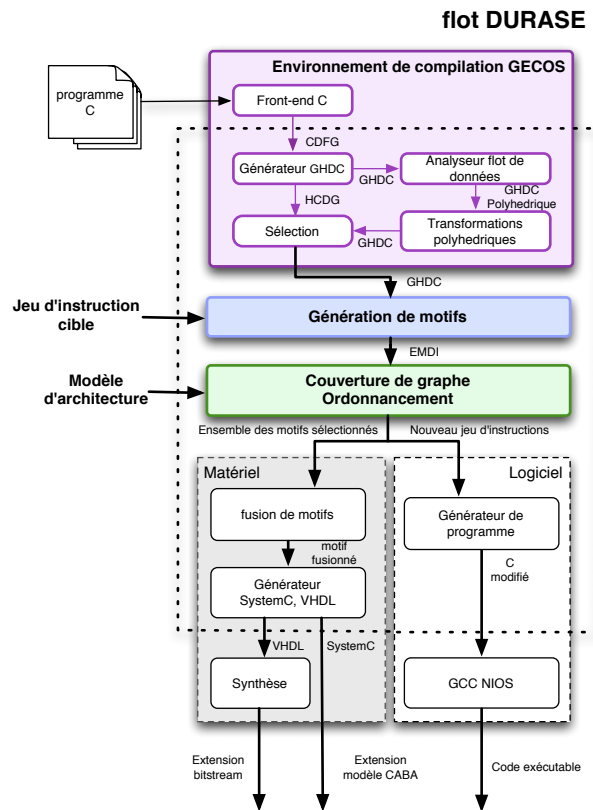 flot DURASE
Environnement de compilation GECOS
programme
C
Front-end C
CDFG
Générateur GHDC
GHDC
Analyseur flot de
données
HCDG
GHDC
Polyhedrique
Sélection
GHDC
Transformations
polyhedriques
GHDC
Jeu d'instruction
cible
Génération de motifs
EMDI
Modèle
d'architecture
Couverture de graphe
Ordonnancement
Ensemble des motifs sélectionnés
Nouveau jeu d'instructions
Matériel
Logiciel
fusion de motifs
Générateur de
programme
motif
fusionné
C
modifié
Générateur
SystemC, VHDL
VHDL
SystemC
Synthèse
GCC NIOS
Extension
bitstream
Extension
modèle CABA
Code exécutable